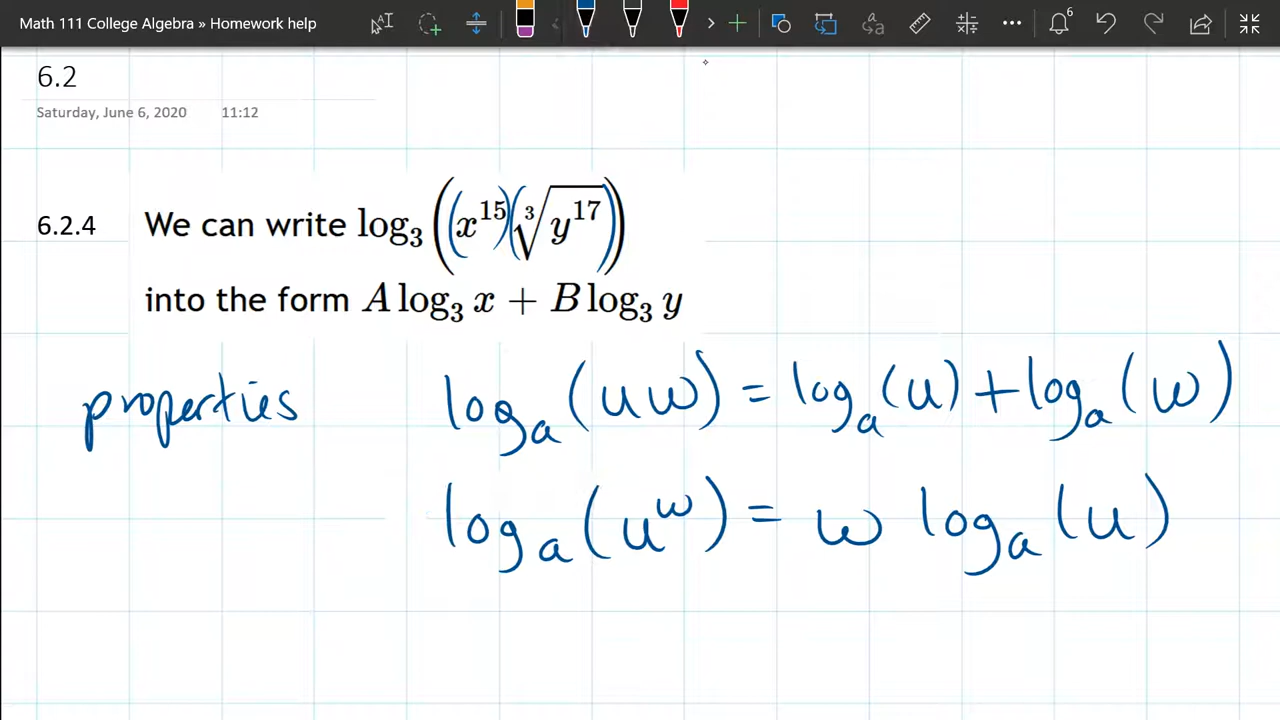 Math 111 College Algebra » Homework help
6
6.2
Saturday, June 6, 2020 11:12
6.2.4 We can write log₃((x¹⁵)(∛y¹⁷))
into the form A log₃ x + B log₃ y
properties logₐ(uw) = logₐ(u) + logₐ(w)
logₐ(u^w) = w logₐ(u)